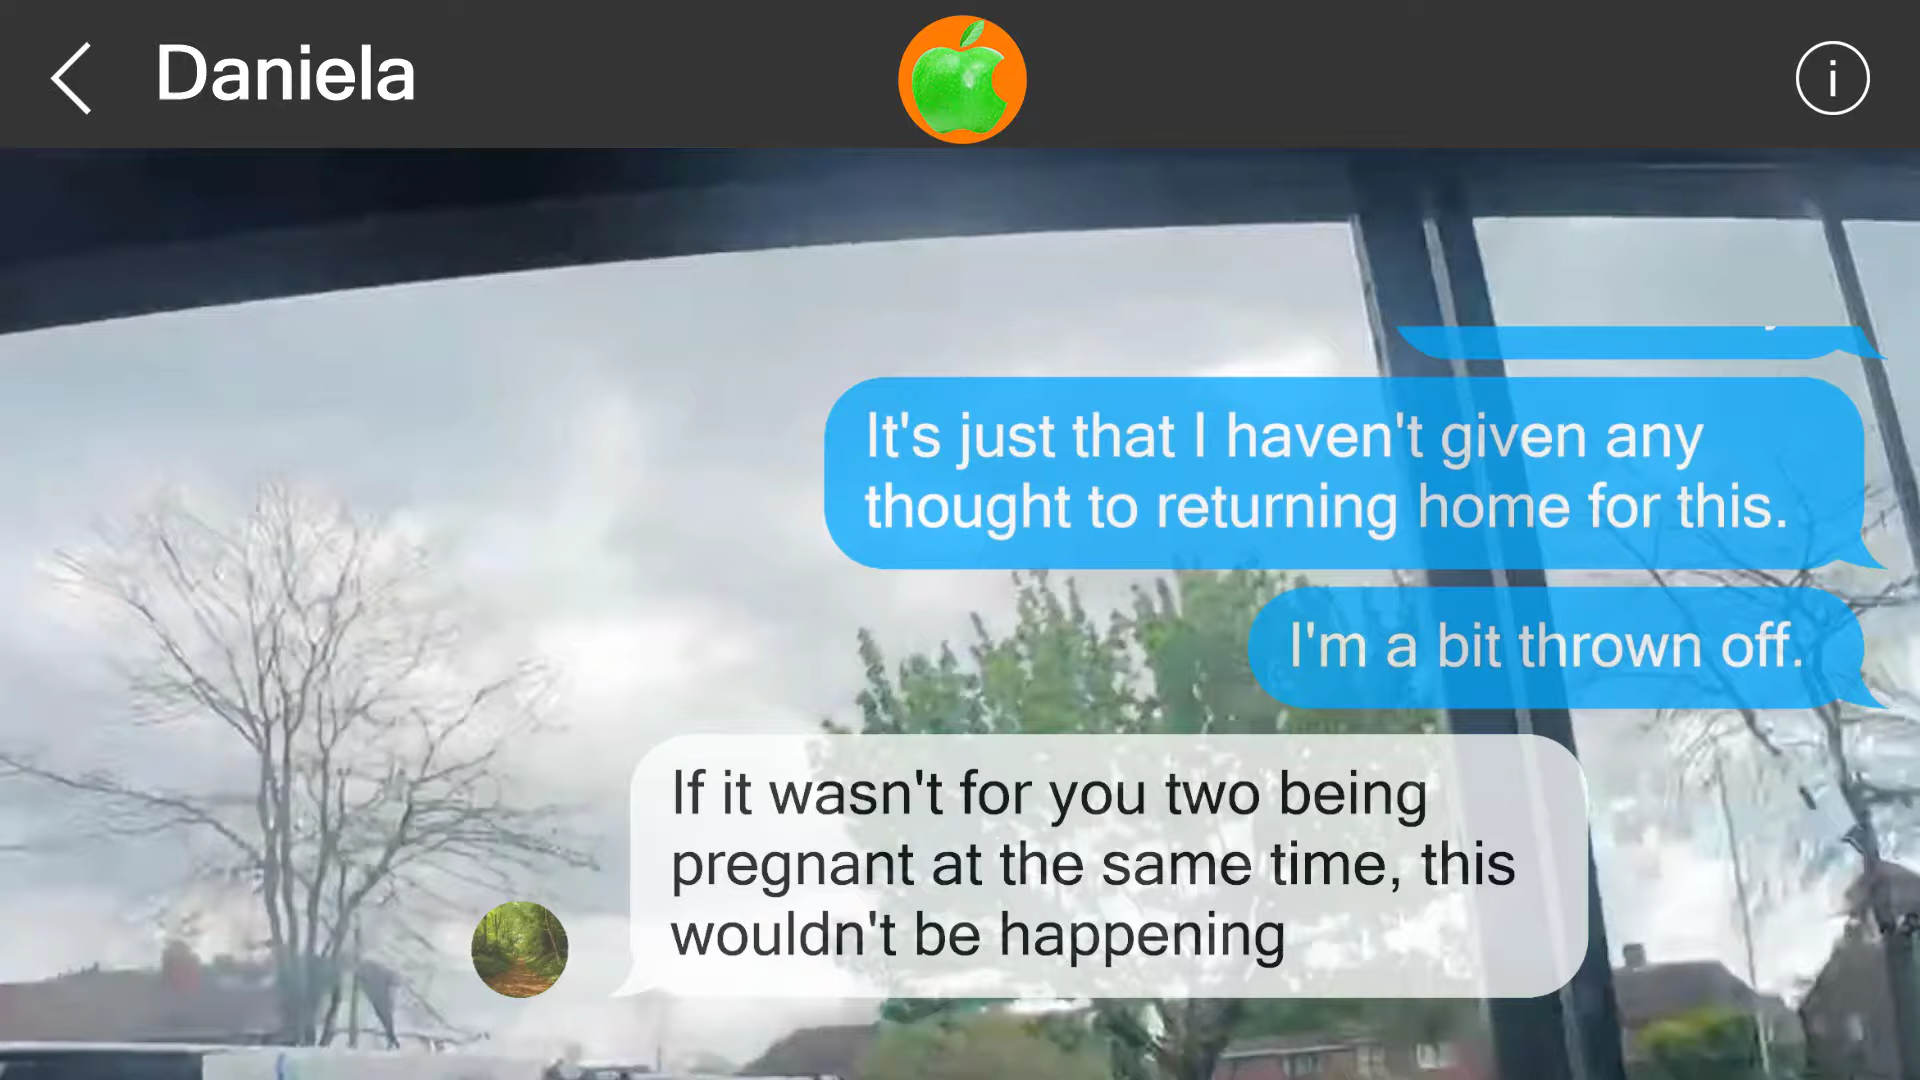 Daniela
i
It's just that I haven't given any
thought to returning home for this.
I'm a bit thrown off.
If it wasn't for you two being
pregnant at the same time, this
wouldn't be happening